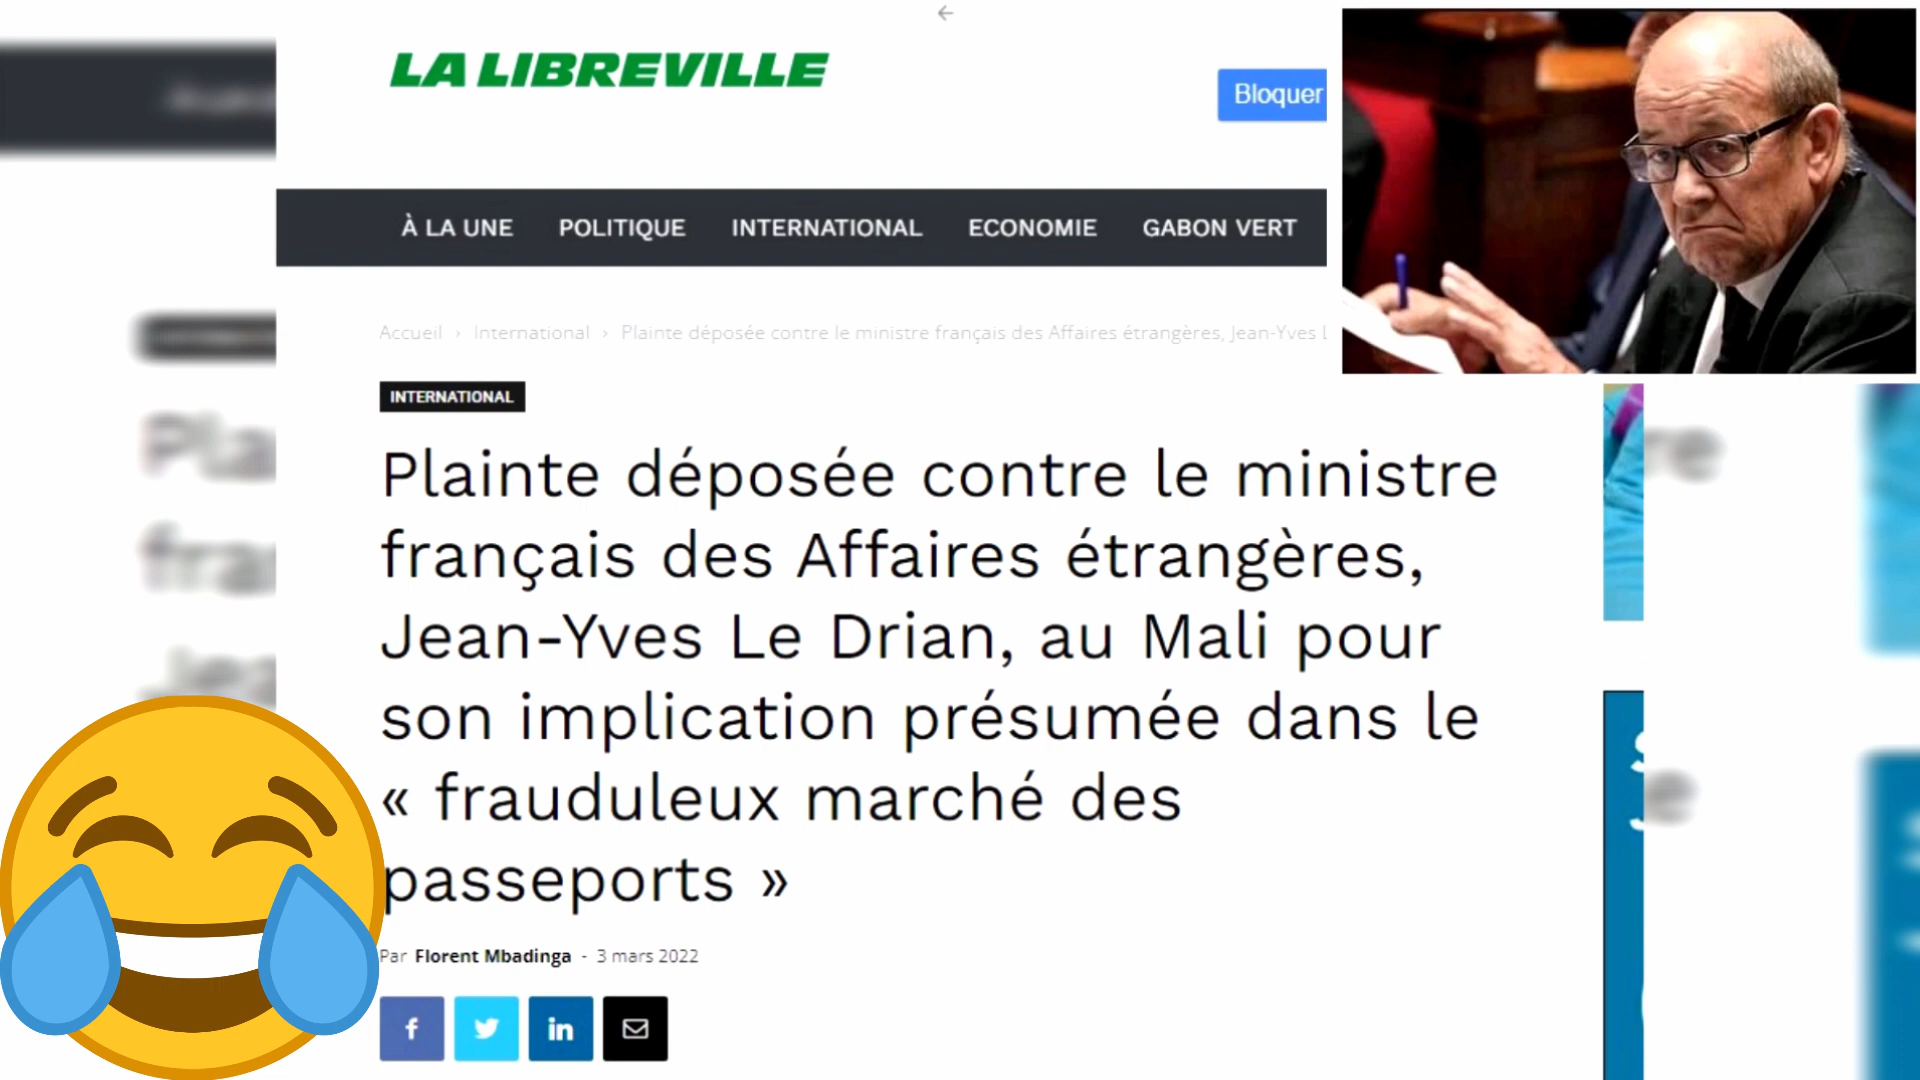 LA LIBREVILLE
Bloquer
À LA UNE POLITIQUE INTERNATIONAL ECONOMIE GABON VERT
Accueil › International › Plainte déposée contre le ministre français des Affaires étrangères, Jean-Yves L
INTERNATIONAL
Plainte déposée contre le ministre
français des Affaires étrangères,
Jean-Yves Le Drian, au Mali pour
son implication présumée dans le
« frauduleux marché des
passeports »
Par Florent Mbadinga - 3 mars 2022